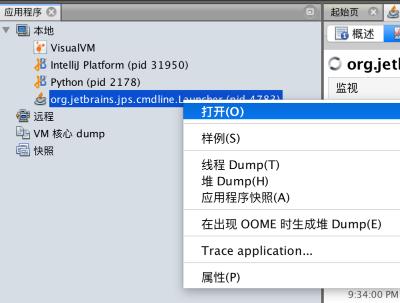 应用程序
起始页
本地
VisualVM
概述
IntelliJ Platform (pid 31950)
Python (pid 2178)
org.jetbrains.jps.cmdline.Launcher (pid 4783)
org.jetb
监视
远程
VM 核心 dump
快照
打开(O)
样例(S)
线程 Dump(T)
堆 Dump(H)
应用程序快照(A)
在出现 OOME 时生成堆 Dump(E)
Trace application...
属性(P)
9:34:00 PM